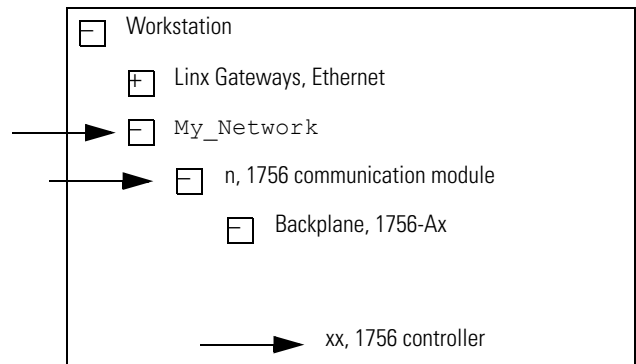 Workstation
Linx Gateways, Ethernet
My_Network
n, 1756 communication module
Backplane, 1756-Ax
xx, 1756 controller